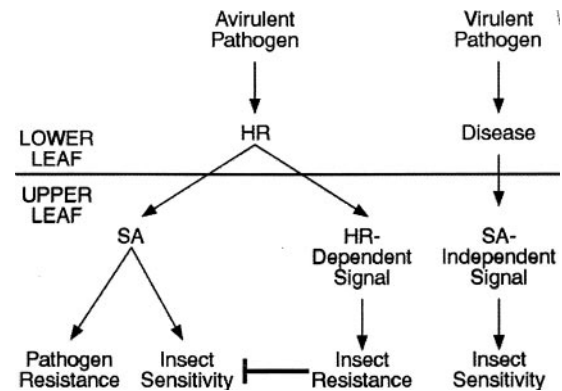 Avirulent
Pathogen
Virulent
Pathogen
HR
Disease
LOWER
LEAF
UPPER
LEAF
SA
HR-
Dependent
Signal
SA-
Independent
Signal
Pathogen
Resistance
Insect
Sensitivity
Insect
Resistance
Insect
Sensitivity